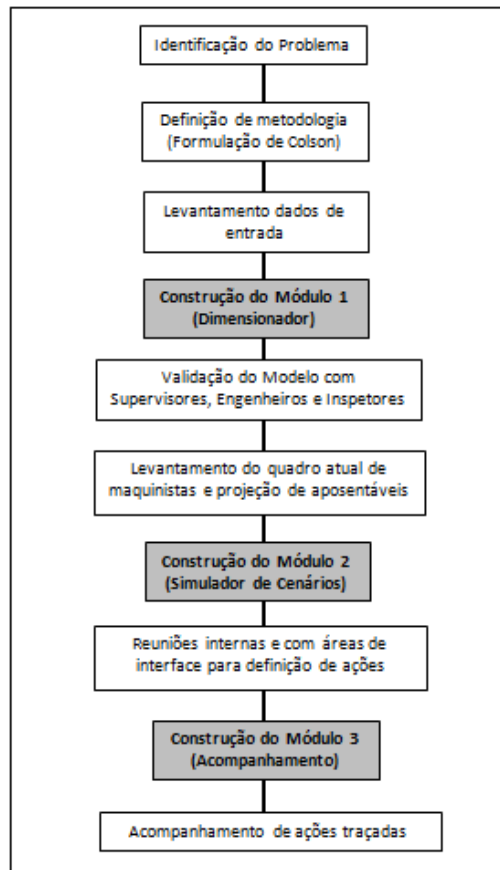 Identificação do Problema
Definição de metodologia
(Formulação de Colson)
Levantamento dados de
entrada
Construção do Módulo 1
(Dimensionador)
Validação do Modelo com
Supervisores, Engenheiros e Inspetores
Levantamento do quadro atual de
maquinistas e projeção de aposentáveis
Construção do Módulo 2
(Simulador de Cenários)
Reuniões internas e com áreas de
interface para definição de ações
Construção do Módulo 3
(Acompanhamento)
Acompanhamento de ações traçadas